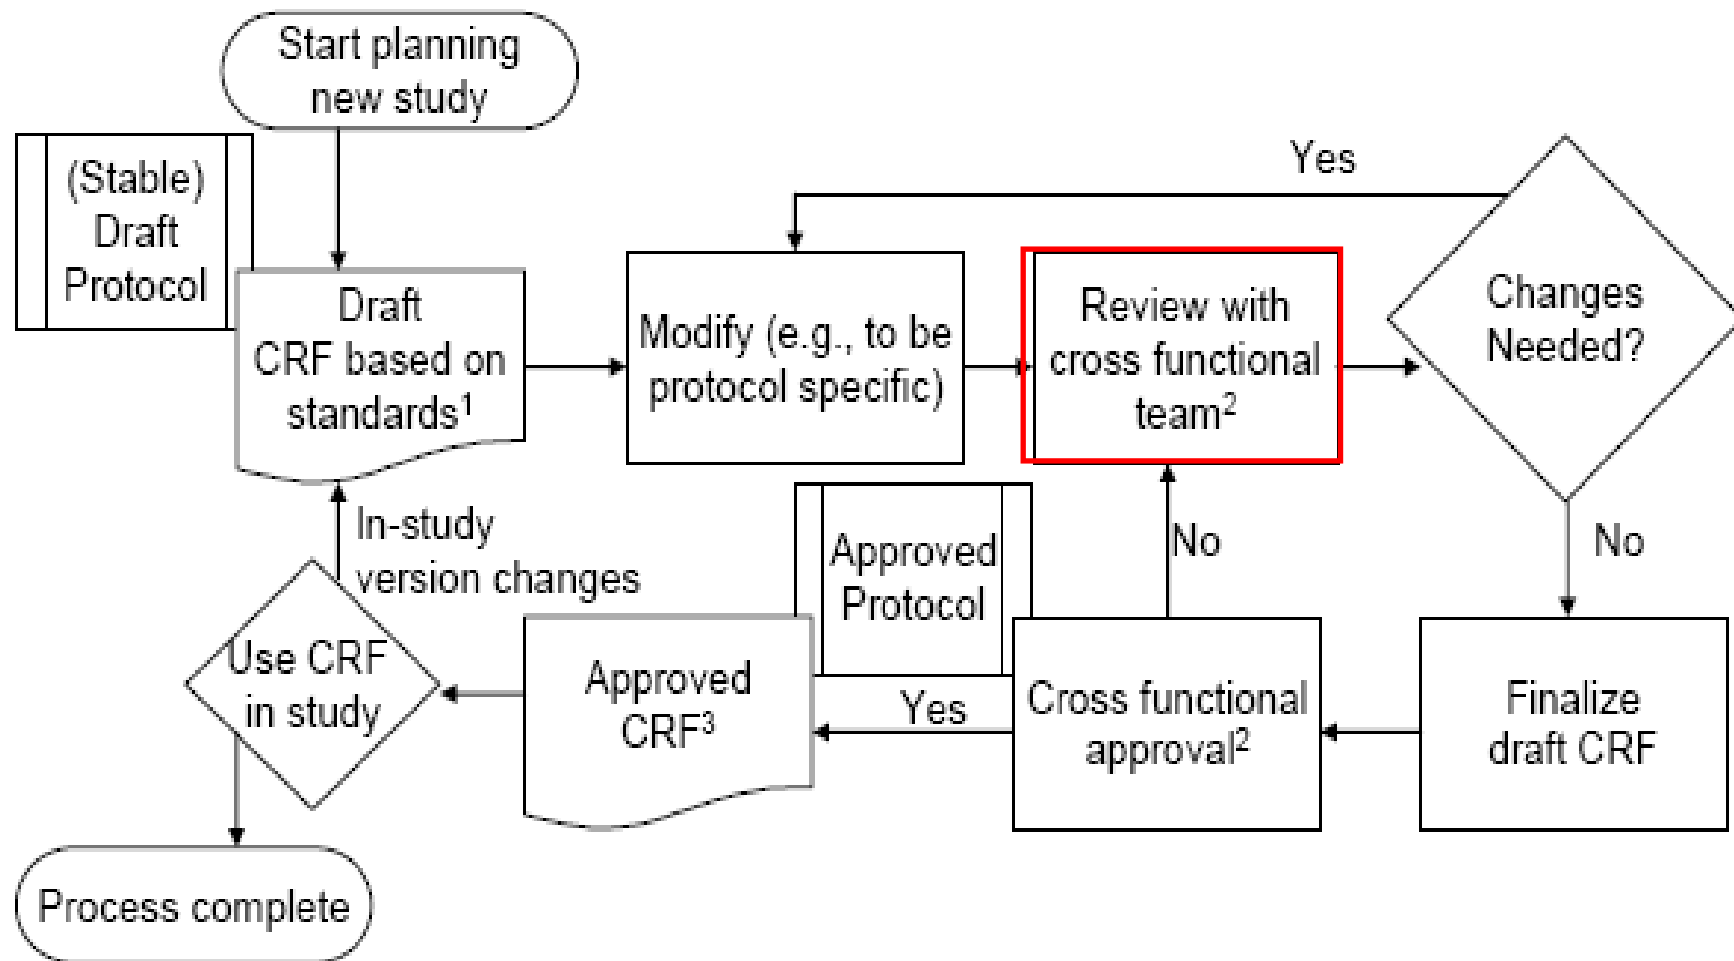 Start planning
new study
(Stable)
Draft
Protocol
Draft
CRF based on
standards¹
Modify (e.g., to be
protocol specific)
Review with
cross functional
team²
Yes
Changes
Needed?
No
Finalize
draft CRF
Cross functional
approval²
No
Approved
Protocol
Yes
Approved
CRF³
Use CRF
in study
In-study
version changes
Process complete